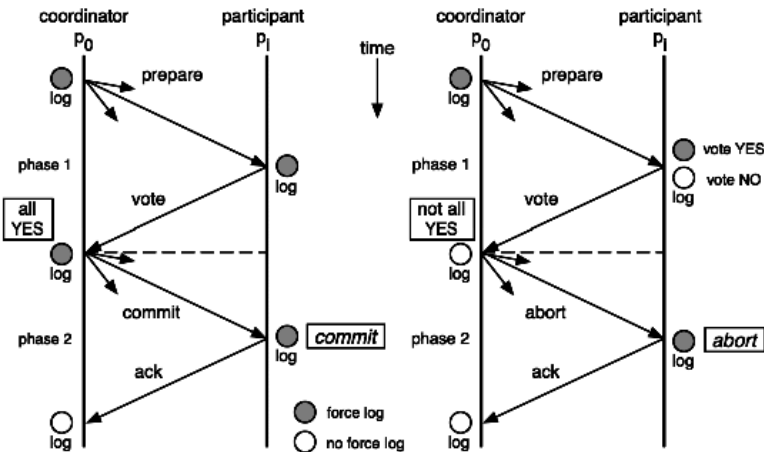 coordinator
participant
p0
pI
prepare
log
phase 1
log
vote
all
YES
log
commit
phase 2
log
commit
ack
log
time
force log
no force log
coordinator
participant
p0
pI
prepare
log
phase 1
vote YES
vote NO
log
vote
not all
YES
log
abort
phase 2
log
abort
ack
log